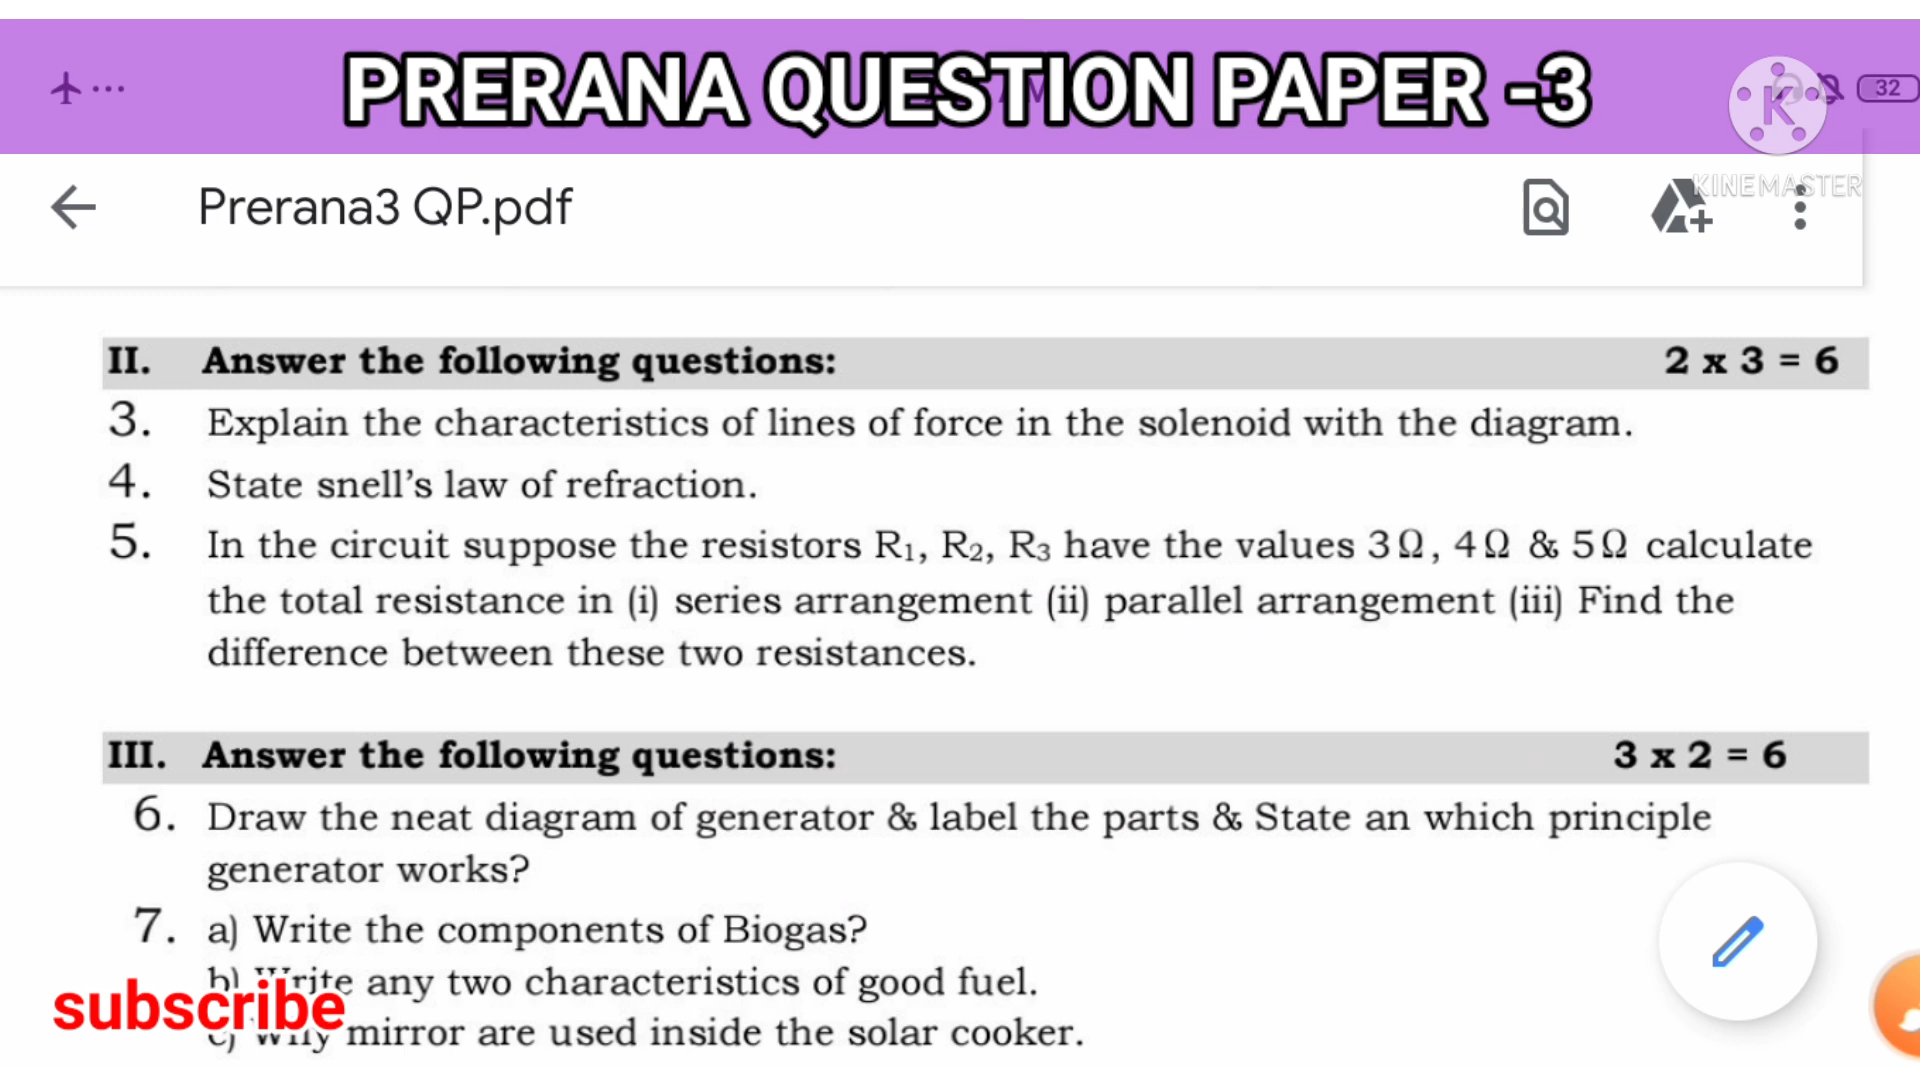 PRERANA QUESTION PAPER -3
32
K
KINEMASTER
Prerana3 QP.pdf
II. Answer the following questions: 2 x 3 = 6
3. Explain the characteristics of lines of force in the solenoid with the diagram.
4. State snell’s law of refraction.
5. In the circuit suppose the resistors R₁, R₂, R₃ have the values 3Ω, 4Ω & 5Ω calculate
the total resistance in (i) series arrangement (ii) parallel arrangement (iii) Find the
difference between these two resistances.
III. Answer the following questions: 3 x 2 = 6
6. Draw the neat diagram of generator & label the parts & State an which principle
generator works?
7. a) Write the components of Biogas?
b) Write any two characteristics of good fuel.
c) Why mirror are used inside the solar cooker.
subscribe